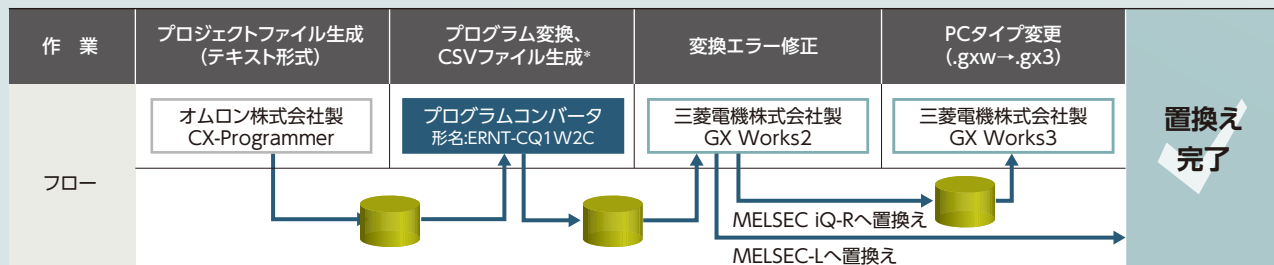 作 業
プロジェクトファイル生成
(テキスト形式)
プログラム変換、
CSVファイル生成*
変換エラー修正
PCタイプ変更
(.gxw→.gx3)
フロー
オムロン株式会社製
CX-Programmer
プログラムコンバータ
形名:ERNT-CQ1W2C
三菱電機株式会社製
GX Works2
三菱電機株式会社製
GX Works3
MELSEC iQ-Rへ置換え
MELSEC-Lへ置換え
置換え
完了